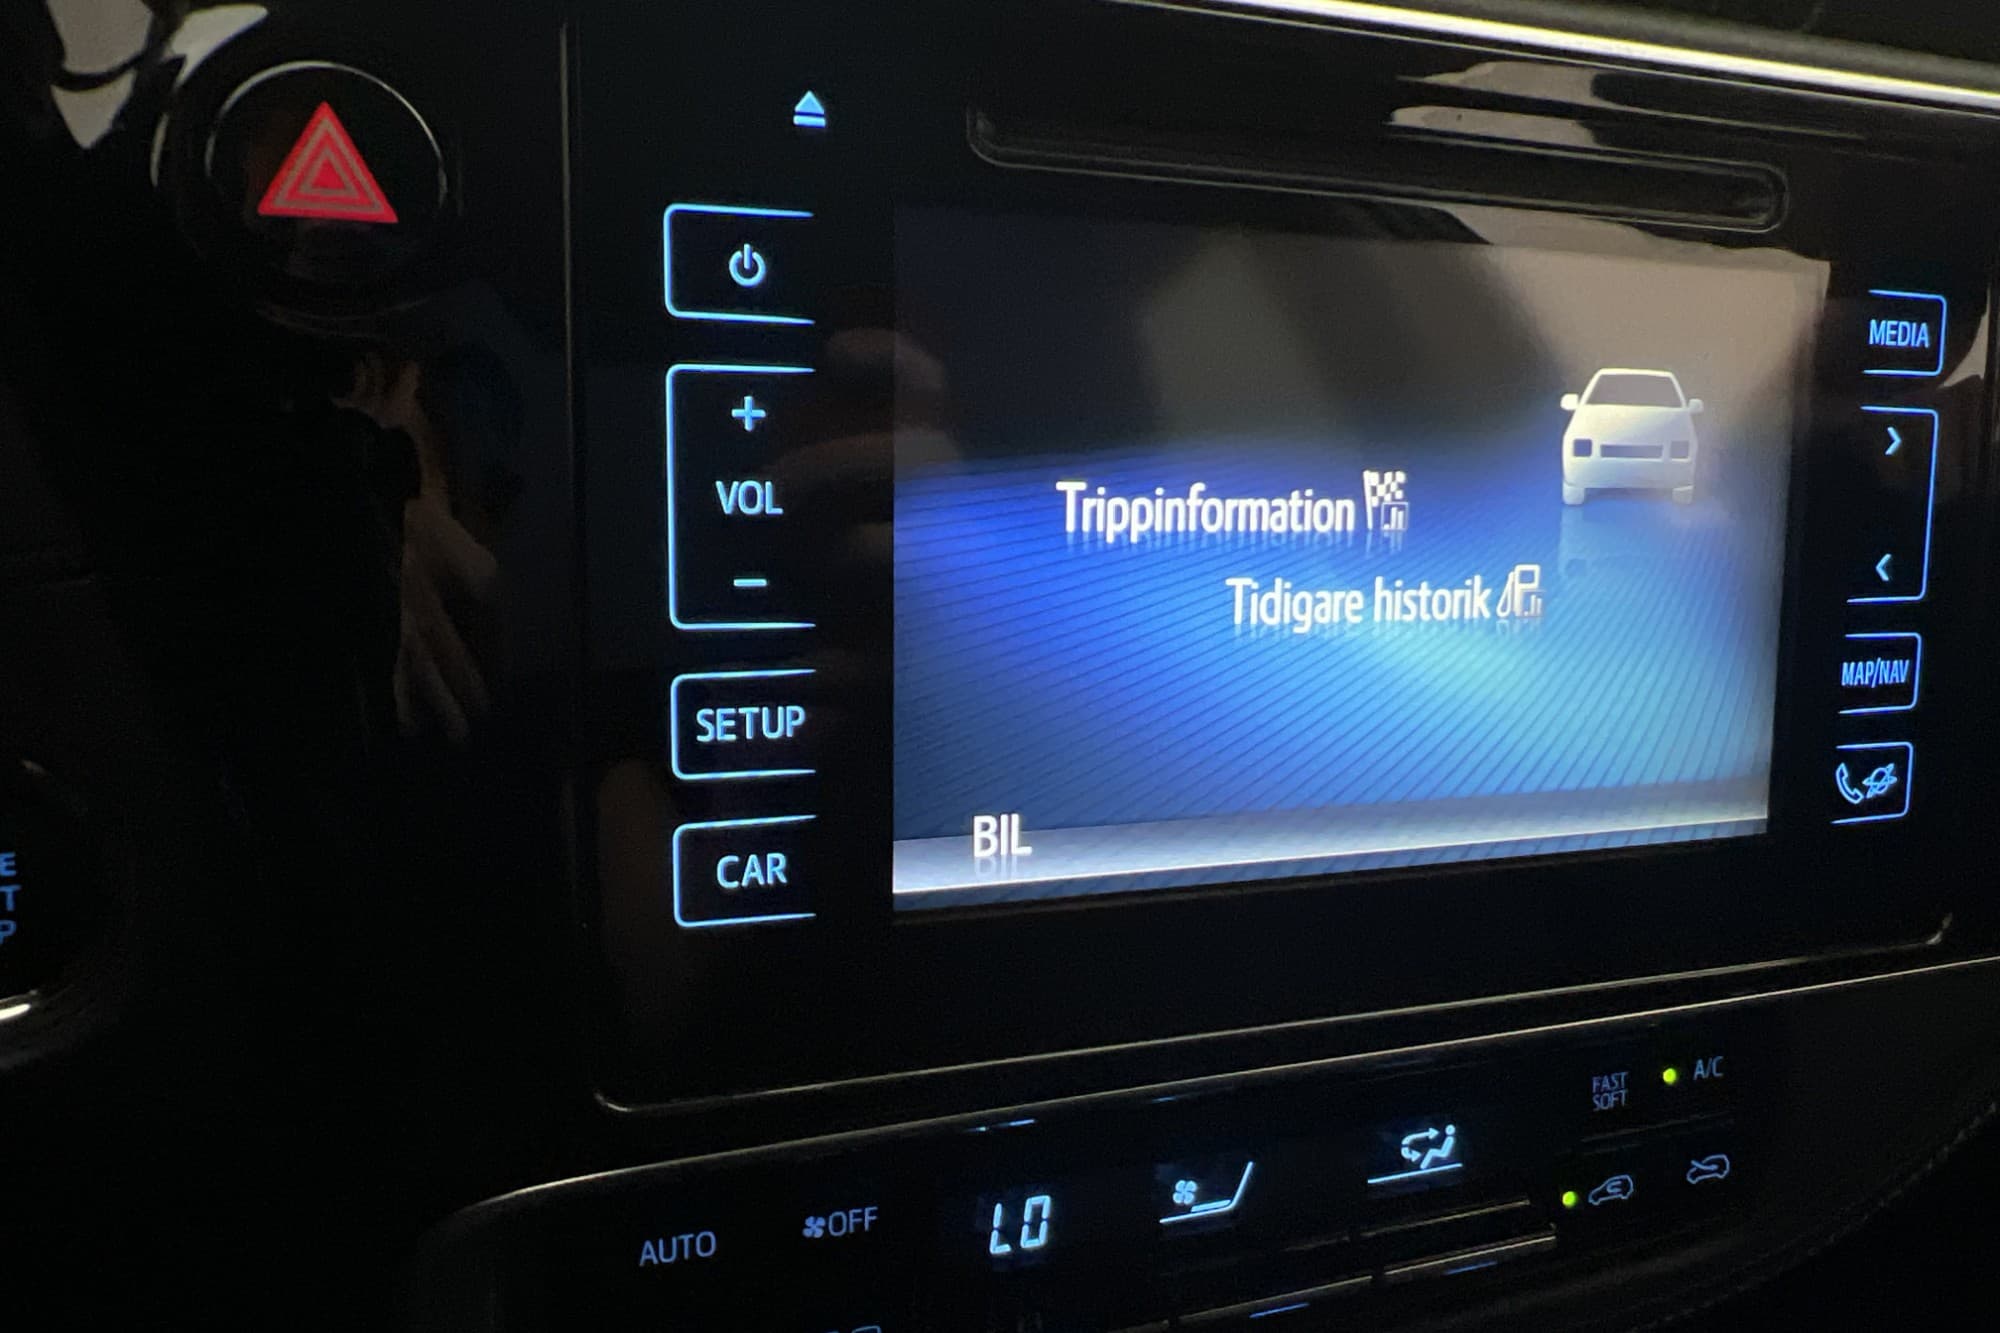 VOL
SETUP
CAR
MEDIA
MAP/NAV
Trippinformation
Tidigare historik
BIL
E
T
P
AUTO
OFF
LO
FAST
SOFT
A/C